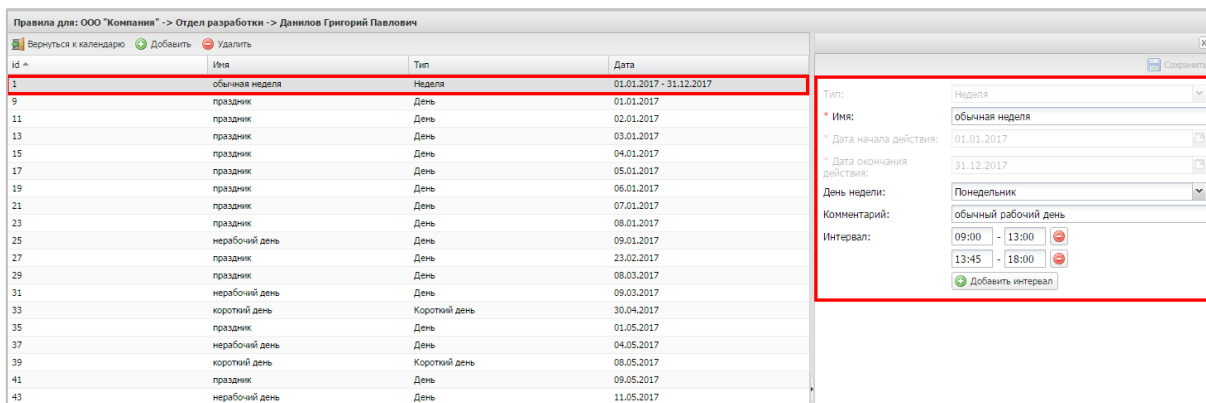 Правила для: ООО "Компания" -> Отдел разработки -> Данилов Григорий Павлович
Вернуться к календарю Добавить Удалить
id Имя Тип Дата
1 обычная неделя Неделя 01.01.2017 - 31.12.2017
9 праздник День 01.01.2017
11 праздник День 02.01.2017
13 праздник День 03.01.2017
15 праздник День 04.01.2017
17 праздник День 05.01.2017
19 праздник День 06.01.2017
21 праздник День 07.01.2017
23 праздник День 08.01.2017
25 нерабочий день День 09.01.2017
27 праздник День 23.02.2017
29 праздник День 08.03.2017
31 нерабочий день День 09.03.2017
33 короткий день Короткий день 30.04.2017
35 праздник День 01.05.2017
37 нерабочий день День 04.05.2017
39 короткий день Короткий день 08.05.2017
41 праздник День 09.05.2017
43 нерабочий день День 11.05.2017
Сохранить
Тип: Неделя
* Имя: обычная неделя
* Дата начала действия: 01.01.2017
* Дата окончания
действия: 31.12.2017
День недели: Понедельник
Комментарий: обычный рабочий день
Интервал: 09:00 - 13:00
13:45 - 18:00
Добавить интервал